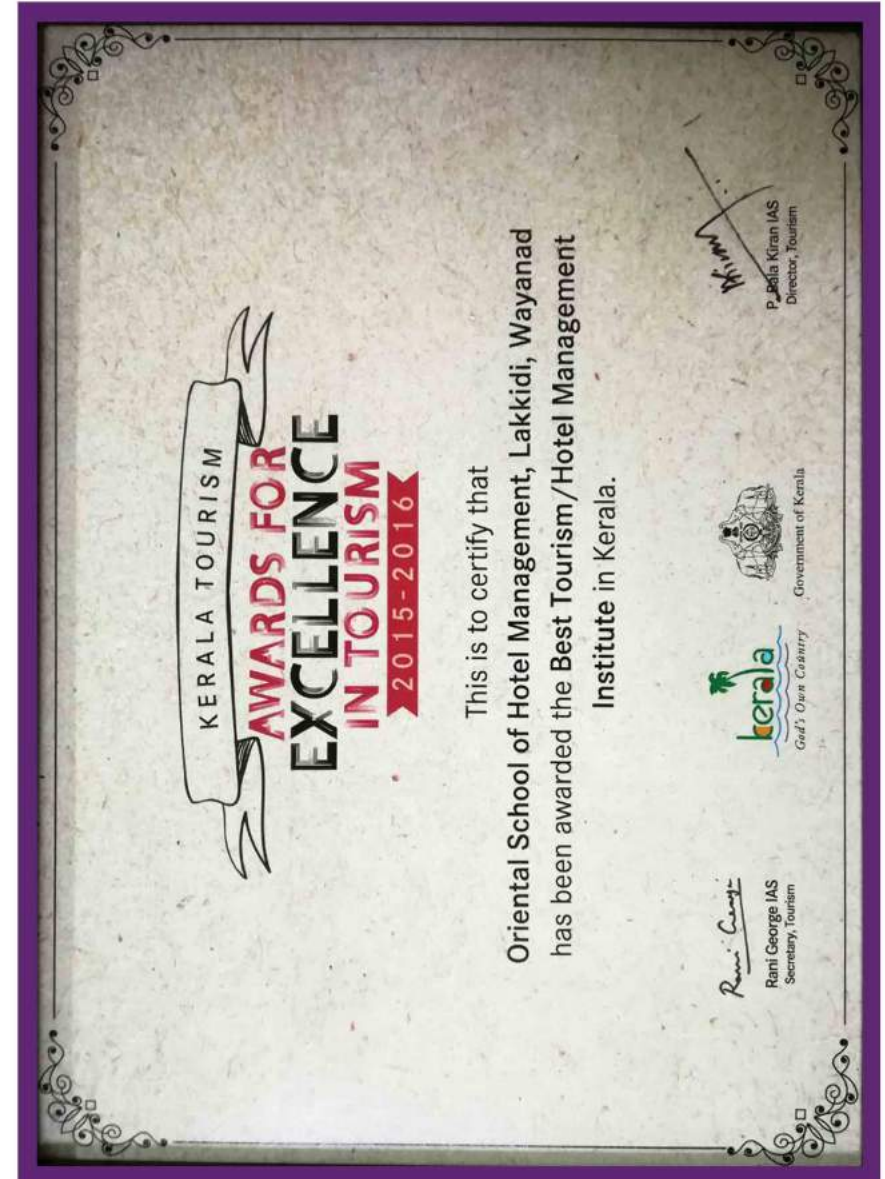 KERALA TOURISM
AWARDS FOR
EXCELLENCE
IN TOURISM
2015-2016
This is to certify that
Oriental School of Hotel Management, Lakkidi, Wayanad
has been awarded the Best Tourism/Hotel Management
Institute in Kerala.
Rani George
Rani George IAS
Secretary, Tourism
kerala
God's Own Country
Government of Kerala
P. Bala Kiran IAS
Director, Tourism